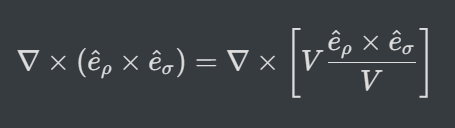 ∇ × (ê_ρ × ê_σ) = ∇ × [V (ê_ρ × ê_σ)/V]